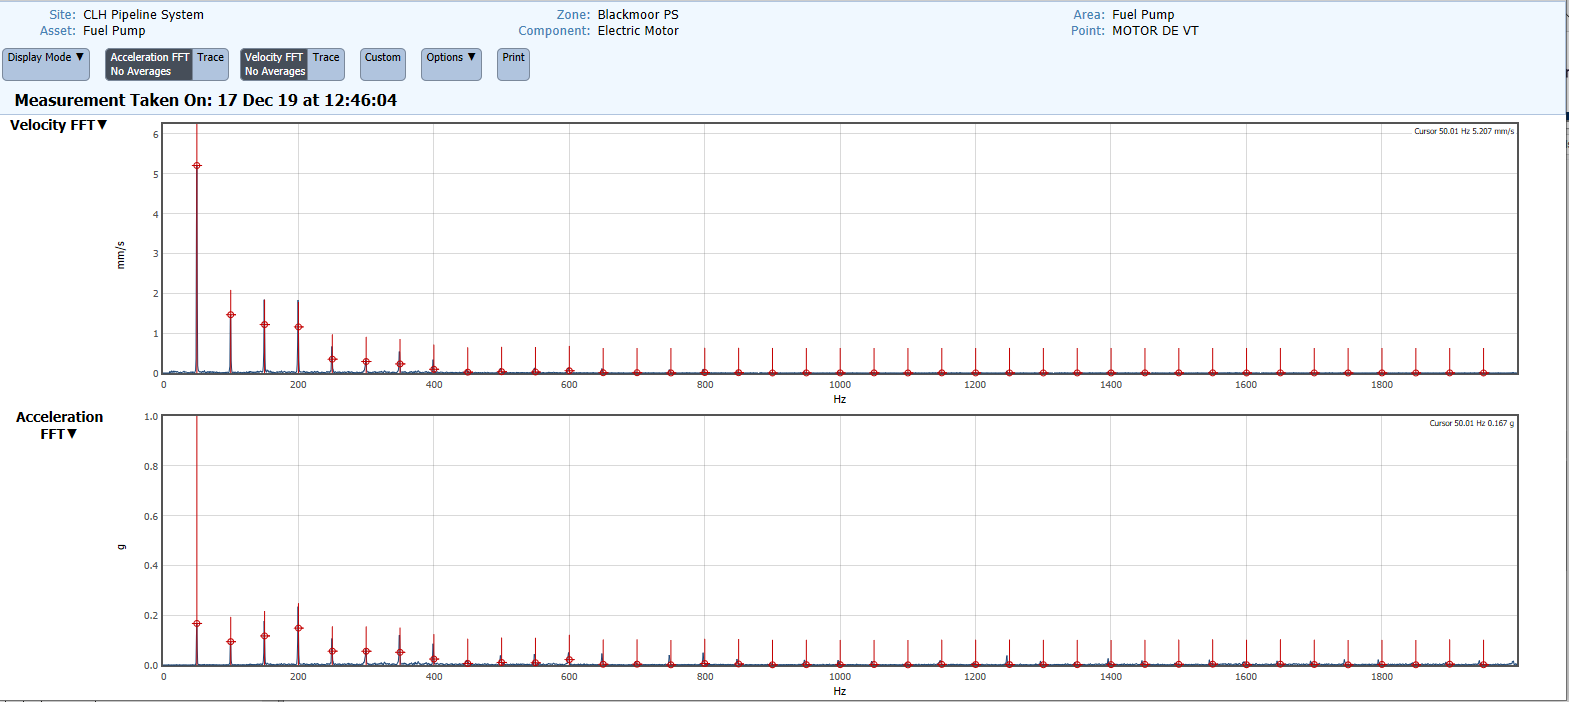 Site: CLH Pipeline System Zone: Blackmoor PS Area: Fuel Pump
Asset: Fuel Pump Component: Electric Motor Point: MOTOR DE VT
Display Mode ▼ Acceleration FFT Trace Velocity FFT Trace Custom Options ▼ Print
No Averages No Averages
Measurement Taken On: 17 Dec 19 at 12:46:04
Velocity FFT▼
Cursor 50.01 Hz 5.207 mm/s
6
5
4
3
2
1
0
mm/s
0 200 400 600 800 1000 1200 1400 1600 1800
Hz
Acceleration
FFT▼
Cursor 50.01 Hz 0.167 g
1.0
0.8
0.6
0.4
0.2
0.0
g
0 200 400 600 800 1000 1200 1400 1600 1800
Hz